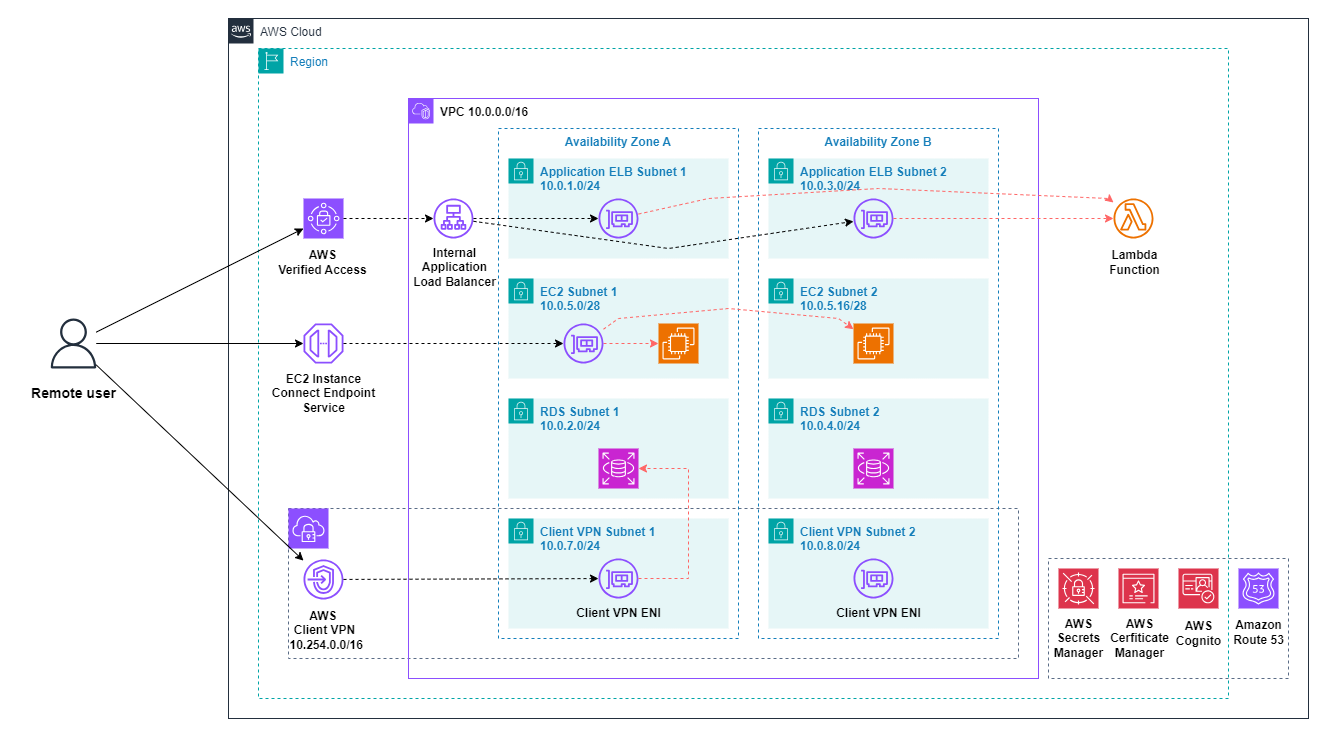 aws
AWS Cloud
Region
VPC 10.0.0.0/16
Availability Zone A
Availability Zone B
Application ELB Subnet 1
10.0.1.0/24
Application ELB Subnet 2
10.0.3.0/24
AWS
Verified Access
Internal
Application
Load Balancer
Lambda
Function
EC2 Subnet 1
10.0.5.0/28
EC2 Subnet 2
10.0.5.16/28
Remote user
EC2 Instance
Connect Endpoint
Service
RDS Subnet 1
10.0.2.0/24
RDS Subnet 2
10.0.4.0/24
Client VPN Subnet 1
10.0.7.0/24
Client VPN Subnet 2
10.0.8.0/24
Client VPN ENI
Client VPN ENI
AWS
Client VPN
10.254.0.0/16
53
AWS
Secrets
Manager
AWS
Cerfiticate
Manager
AWS
Cognito
Amazon
Route 53